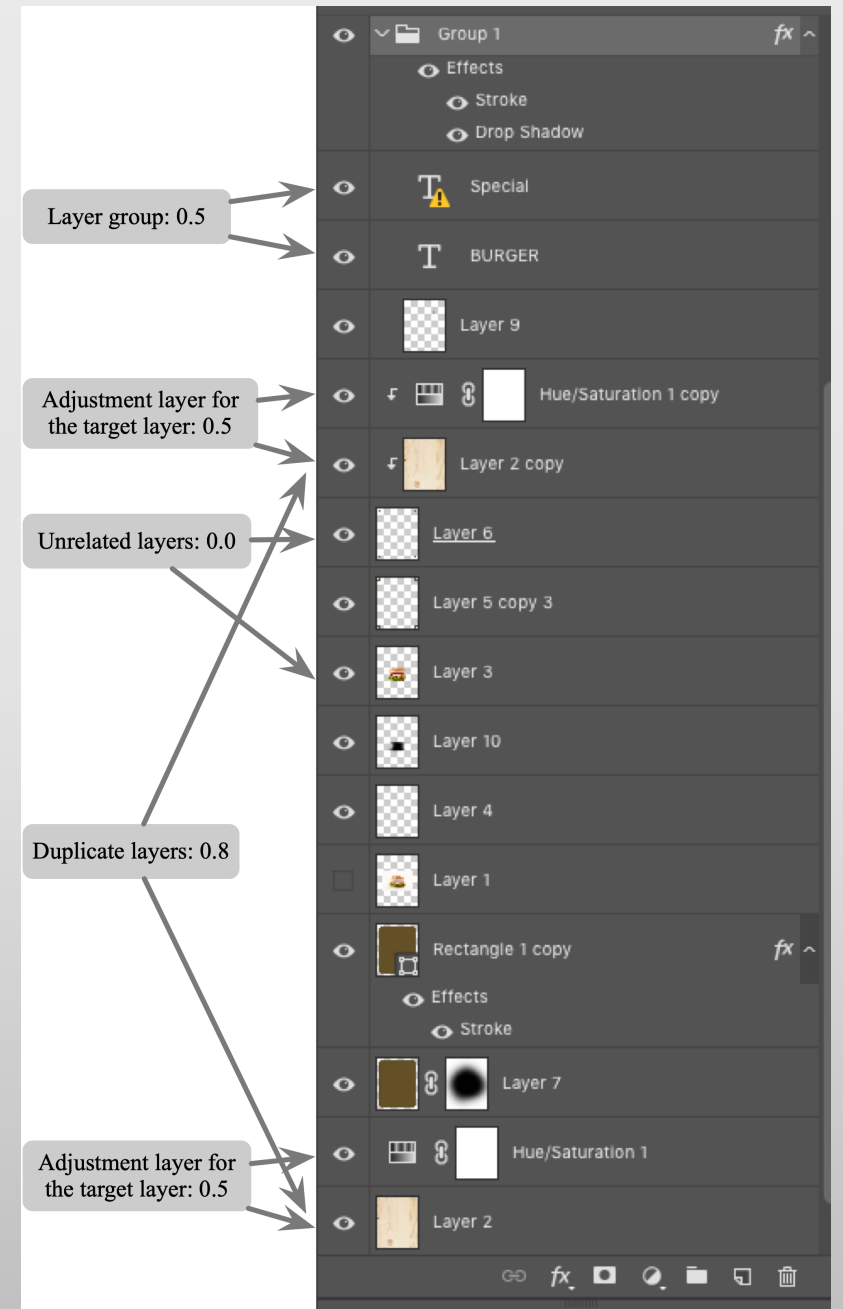 Group 1
fx
Effects
Stroke
Drop Shadow
Special
Layer group: 0.5
BURGER
Layer 9
Adjustment layer for
the target layer: 0.5
Hue/Saturation 1 copy
Layer 2 copy
Unrelated layers: 0.0
Layer 6
Layer 5 copy 3
Layer 3
Layer 10
Layer 4
Duplicate layers: 0.8
Layer 1
Rectangle 1 copy
fx
Effects
Stroke
Layer 7
Adjustment layer for
the target layer: 0.5
Hue/Saturation 1
Layer 2
fx